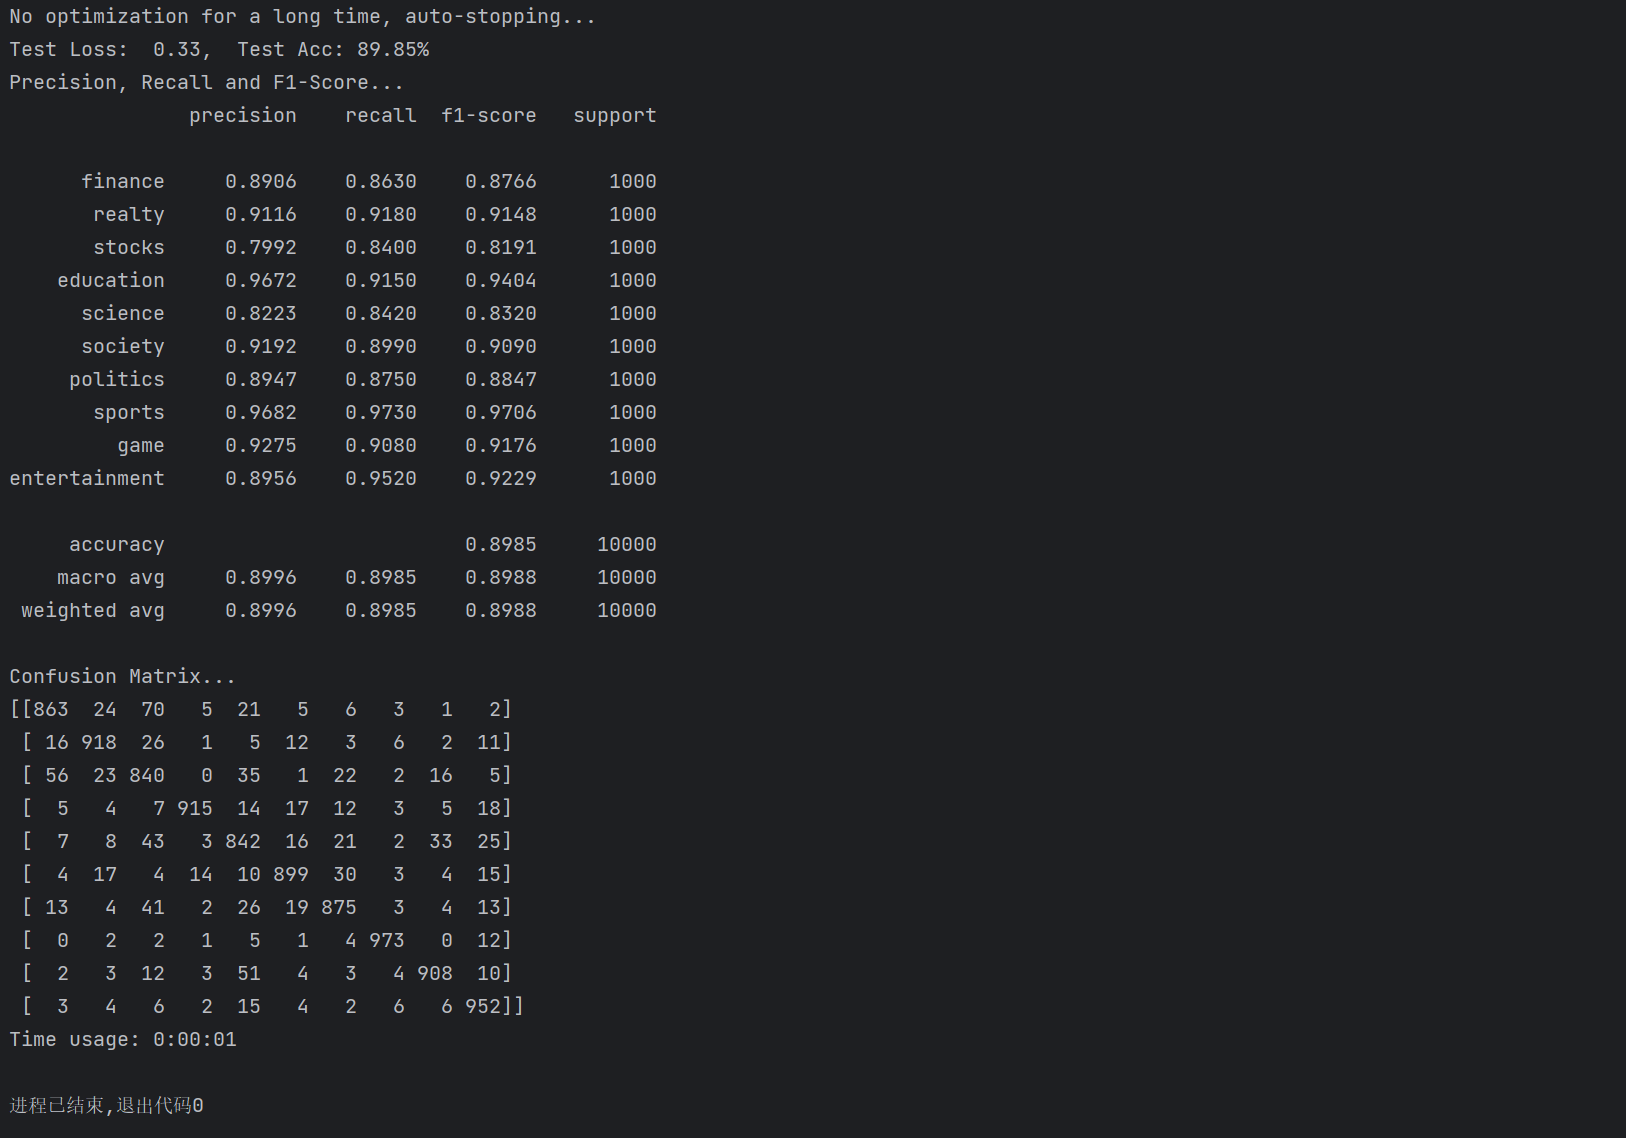 No optimization for a long time, auto-stopping...
Test Loss:  0.33,  Test Acc: 89.85%
Precision, Recall and F1-Score...
               precision    recall  f1-score   support

      finance     0.8906    0.8630    0.8766      1000
       realty     0.9116    0.9180    0.9148      1000
       stocks     0.7992    0.8400    0.8191      1000
    education     0.9672    0.9150    0.9404      1000
      science     0.8223    0.8420    0.8320      1000
      society     0.9192    0.8990    0.9090      1000
     politics     0.8947    0.8750    0.8847      1000
       sports     0.9682    0.9730    0.9706      1000
         game     0.9275    0.9080    0.9176      1000
entertainment     0.8956    0.9520    0.9229      1000

     accuracy                         0.8985     10000
    macro avg     0.8996    0.8985    0.8988     10000
 weighted avg     0.8996    0.8985    0.8988     10000

Confusion Matrix...
[[863  24  70   5  21   5   6   3   1   2]
 [ 16 918  26   1   5  12   3   6   2  11]
 [ 56  23 840   0  35   1  22   2  16   5]
 [  5   4   7 915  14  17  12   3   5  18]
 [  7   8  43   3 842  16  21   2  33  25]
 [  4  17   4  14  10 899  30   3   4  15]
 [ 13   4  41   2  26  19 875   3   4  13]
 [  0   2   2   1   5   1   4 973   0  12]
 [  2   3  12   3  51   4   3   4 908  10]
 [  3   4   6   2  15   4   2   6   6 952]]
Time usage: 0:00:01

进程已结束,退出代码0